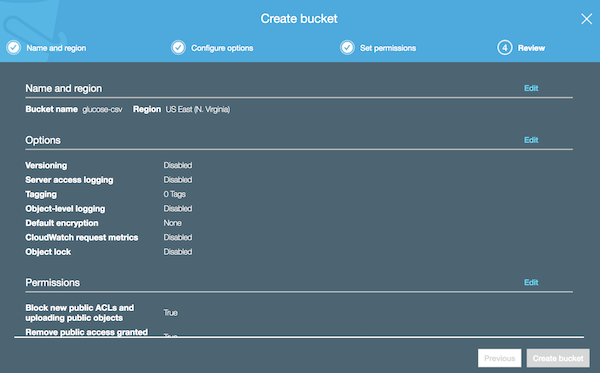 Create bucket
Name and region
Configure options
Set permissions
4 Review
Name and region Edit
Bucket name glucose-csv Region US East (N. Virginia)
Options Edit
Versioning Disabled
Server access logging Disabled
Tagging 0 Tags
Object-level logging Disabled
Default encryption None
CloudWatch request metrics Disabled
Object lock Disabled
Permissions Edit
Block new public ACLs and
uploading public objects True
Remove public access granted
True
Previous Create bucket